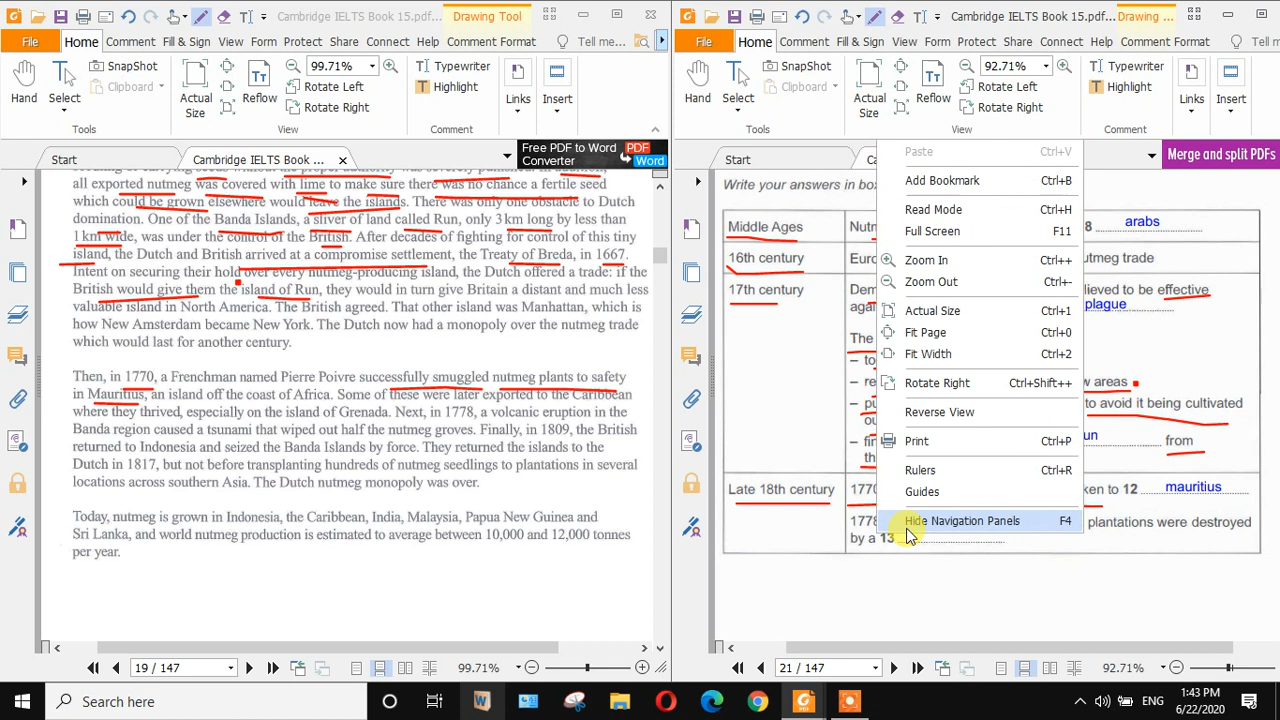 Cambridge IELTS Book 15.pdf...
Drawing Tool
File
Home
Comment
Fill & Sign
View
Form
Protect
Share
Connect
Help
Comment Format
Tell me...
Hand
Select
SnapShot
Clipboard
Tools
Actual
Size
Reflow
99.71%
Rotate Left
Rotate Right
View
Typewriter
Highlight
Comment
Links
Insert
Start
Cambridge IELTS Book ...
Free PDF to Word
Converter
PDF
Word
all exported nutmeg was covered with lime to make sure there was no chance a fertile seed
which could be grown elsewhere would leave the islands. There was only one obstacle to Dutch
domination. One of the Banda Islands, a sliver of land called Run, only 3 km long by less than
1 km wide, was under the control of the British. After decades of fighting for control of this tiny
island, the Dutch and British arrived at a compromise settlement, the Treaty of Breda, in 1667.
Intent on securing their hold over every nutmeg-producing island, the Dutch offered a trade: if the
British would give them the island of Run, they would in turn give Britain a distant and much less
valuable island in North America. The British agreed. That other island was Manhattan, which is
how New Amsterdam became New York. The Dutch now had a monopoly over the nutmeg trade
which would last for another century.
Then, in 1770, a Frenchman named Pierre Poivre successfully smuggled nutmeg plants to safety
in Mauritius, an island off the coast of Africa. Some of these were later exported to the Caribbean
where they thrived, especially on the island of Grenada. Next, in 1778, a volcanic eruption in the
Banda region caused a tsunami that wiped out half the nutmeg groves. Finally, in 1809, the British
returned to Indonesia and seized the Banda Islands by force. They returned the islands to the
Dutch in 1817, but not before transplanting hundreds of nutmeg seedlings to plantations in several
locations across southern Asia. The Dutch nutmeg monopoly was over.
Today, nutmeg is grown in Indonesia, the Caribbean, India, Malaysia, Papua New Guinea and
Sri Lanka, and world nutmeg production is estimated to average between 10,000 and 12,000 tonnes
per year.
19 / 147
99.71%
Cambridge IELTS Book 15.pdf...
Drawing ...
File
Home
Comment
Fill & Sign
View
Form
Protect
Share
Connect
Help
Comment Format
Tell
Hand
Select
SnapShot
Clipboard
Tools
Actual
Size
Reflow
92.71%
Rotate Left
Rotate Right
View
Typewriter
Highlight
Comment
Links
Insert
Start
Merge and split PDFs
Write your answers in
Middle Ages
8
arabs
16th century
nutmeg trade
17th century
effective
plague
areas
to avoid it being cultivated
from
Late 18th century
to 12
mauritius
1778
plantations were destroyed
by a 13
Paste Ctrl+V
Add Bookmark Ctrl+B
Read Mode Ctrl+H
Full Screen F11
Zoom In Ctrl++
Zoom Out Ctrl+-
Actual Size Ctrl+1
Fit Page Ctrl+0
Fit Width Ctrl+2
Rotate Right Ctrl+Shift++
Reverse View
Print Ctrl+P
Rulers Ctrl+R
Guides
Hide Navigation Panels F4
21 / 147
92.71%
Search here
ENG
1:43 PM
6/22/2020